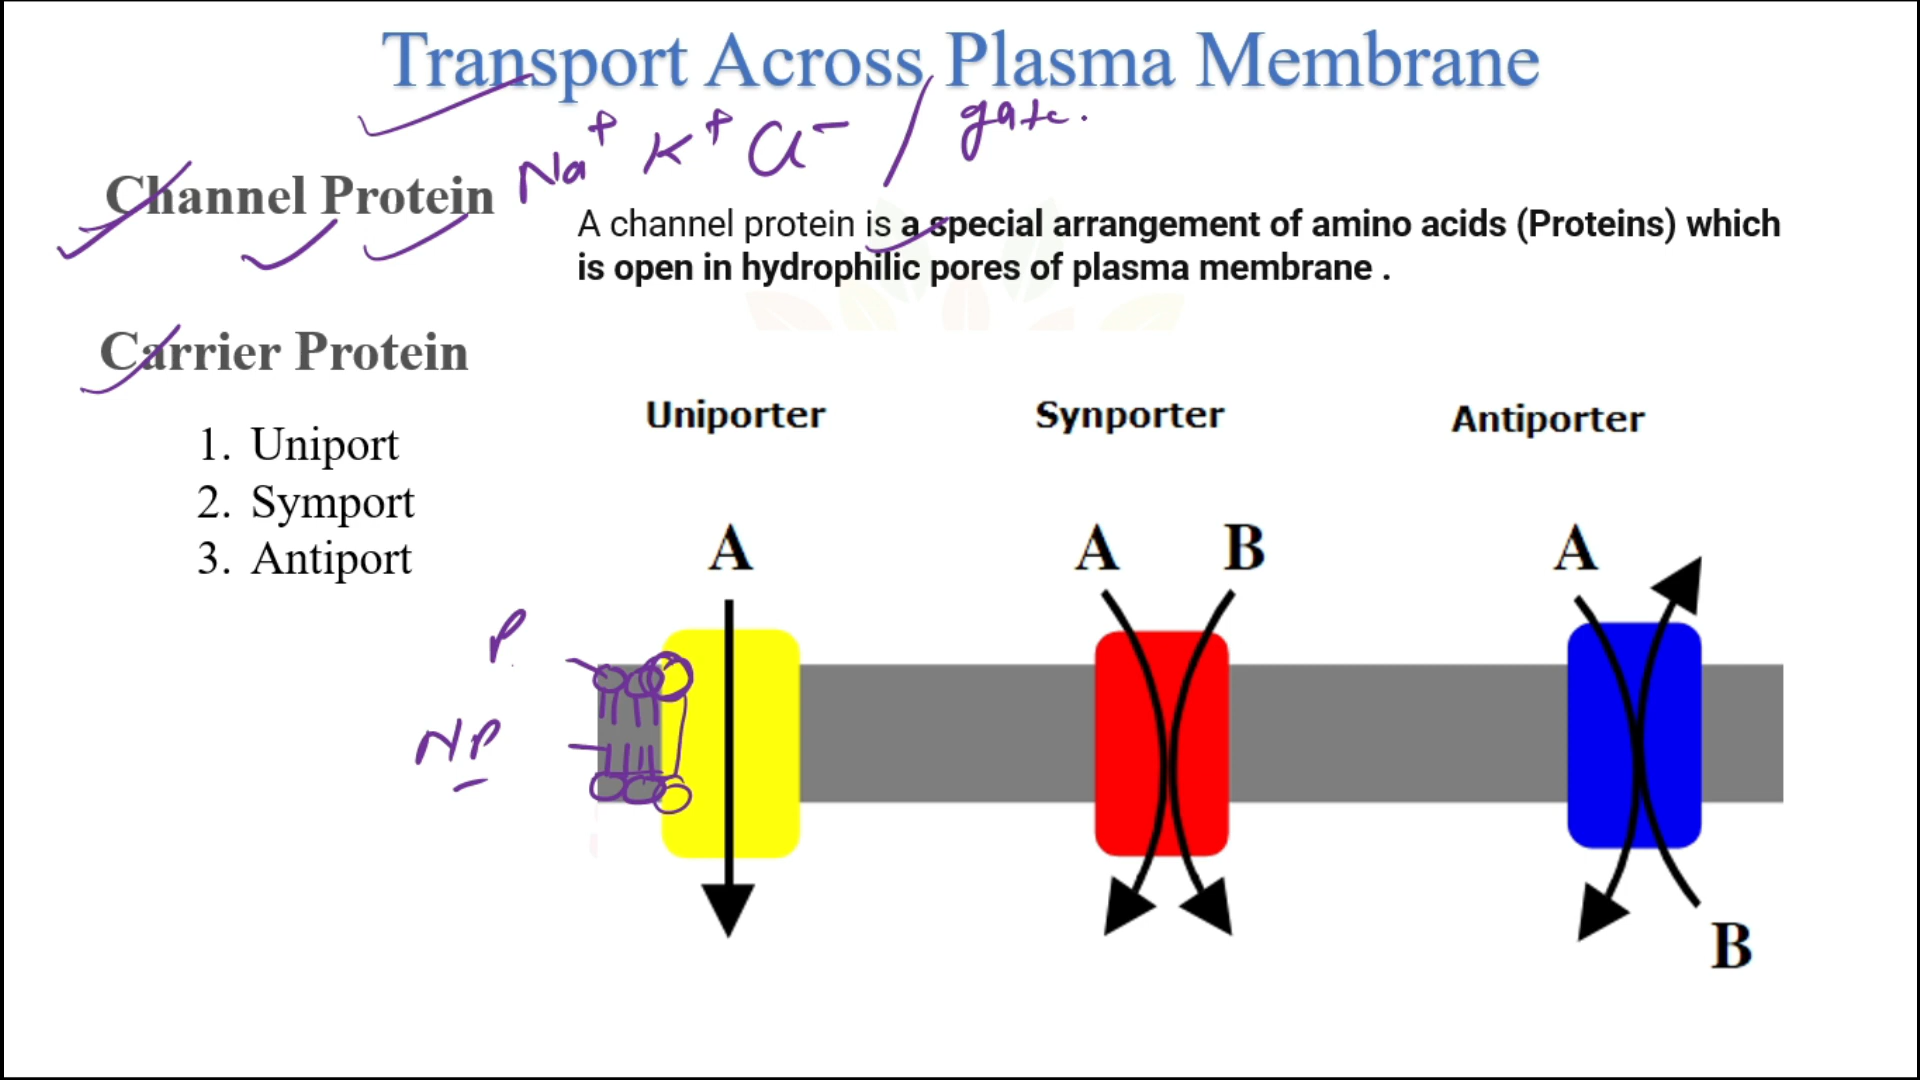 Transport Across Plasma Membrane
Na+ K+ Cl- / gate.
Channel Protein
A channel protein is a special arrangement of amino acids (Proteins) which
is open in hydrophilic pores of plasma membrane .
Carrier Protein
1. Uniport
2. Symport
3. Antiport
Uniporter Synporter Antiporter
A A B A
P
NP
B